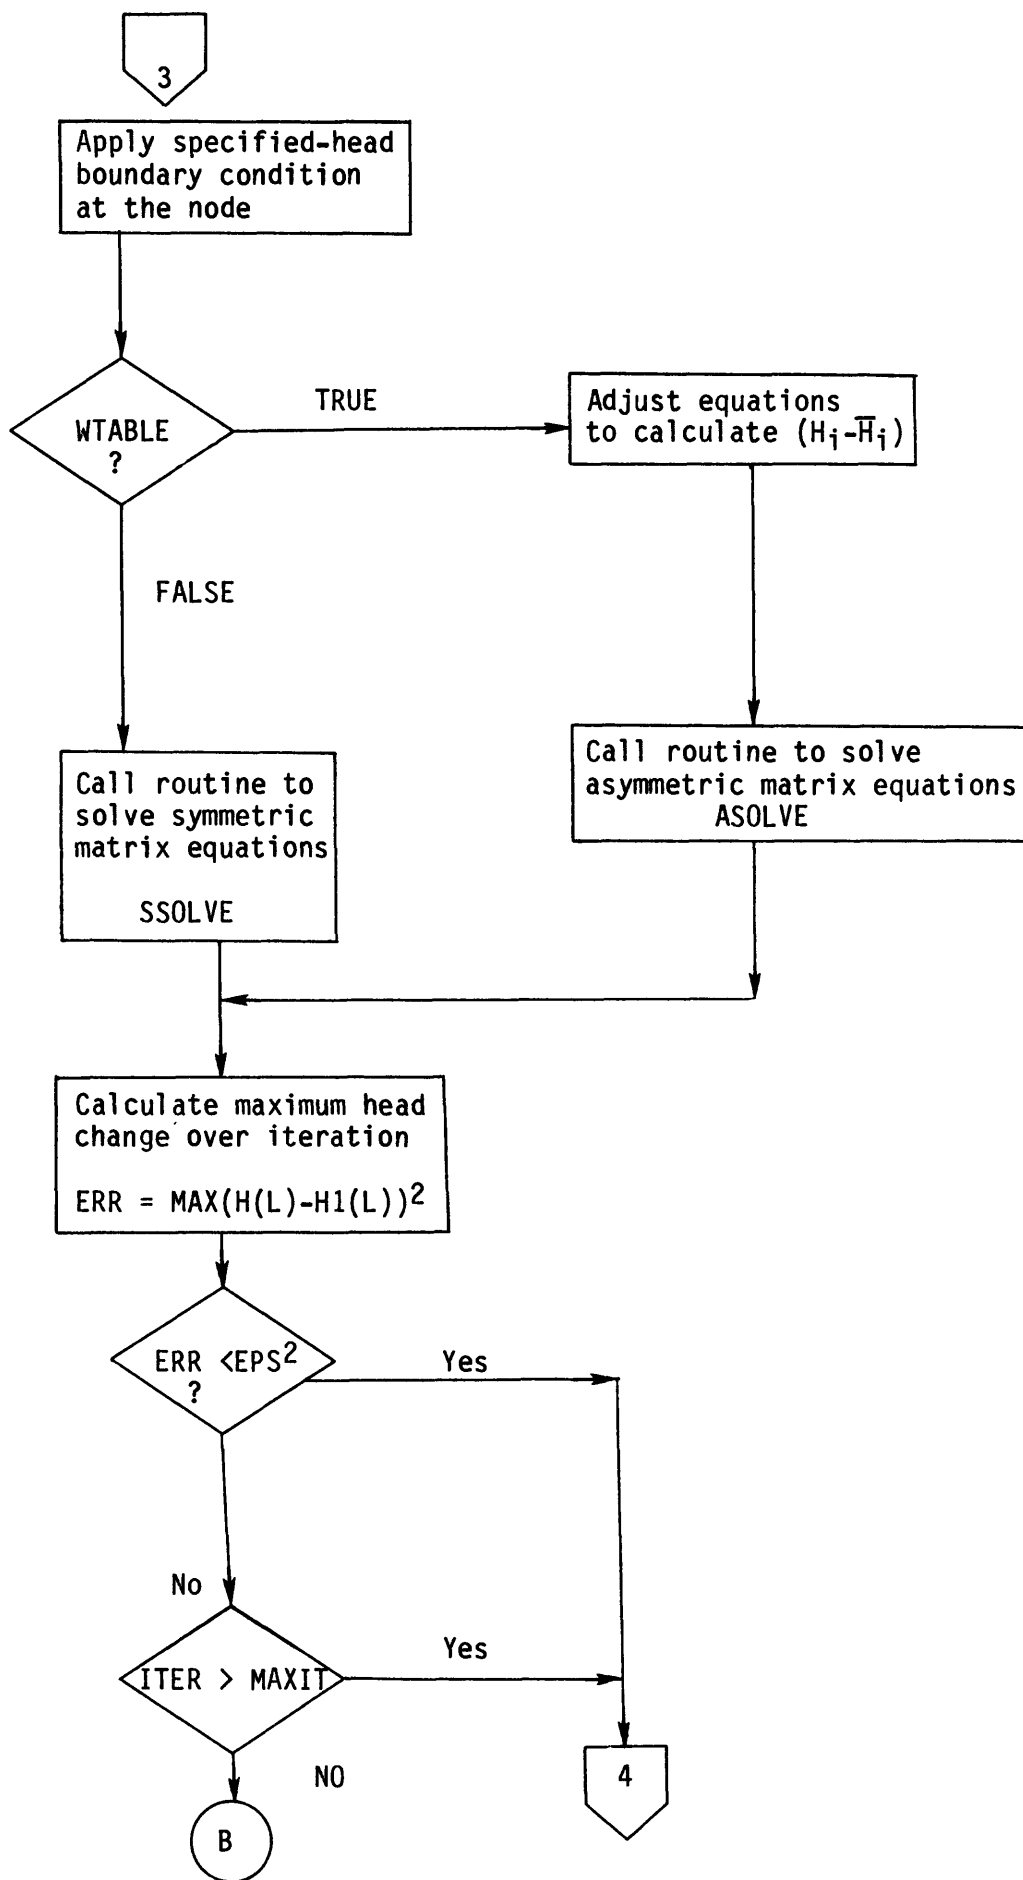 3
Apply specified-head
boundary condition
at the node
WTABLE
?
TRUE
Adjust equations
to calculate (Hᵢ-H̅ᵢ)
FALSE
Call routine to
solve symmetric
matrix equations
SSOLVE
Call routine to solve
asymmetric matrix equations
ASOLVE
Calculate maximum head
change over iteration
ERR = MAX(H(L)-H1(L))²
ERR <EPS²
?
Yes
No
ITER > MAXIT
Yes
NO
4
B